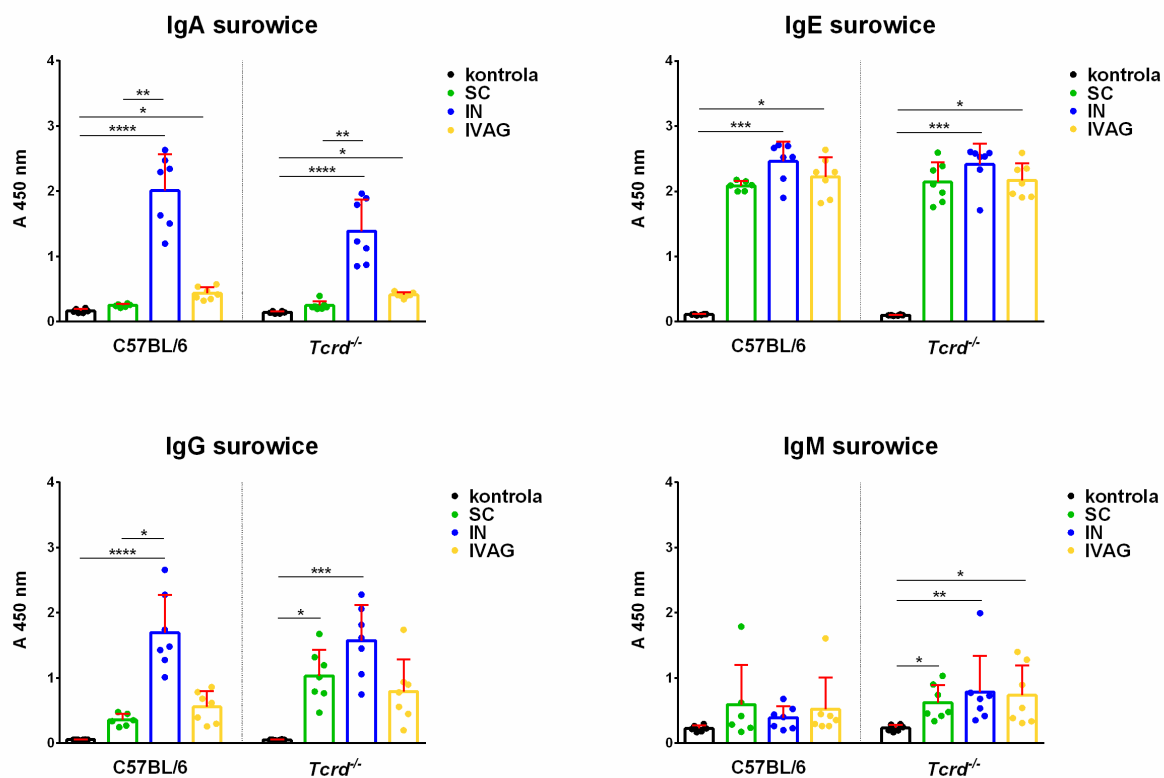 IgA surowice
4
3
2
1
0
A 450 nm
**
*
****
**
*
****
C57BL/6
Tcrd-/-
kontrola
SC
IN
IVAG
IgE surowice
4
3
2
1
0
A 450 nm
*
***
*
***
C57BL/6
Tcrd-/-
kontrola
SC
IN
IVAG
IgG surowice
4
3
2
1
0
A 450 nm
*
****
***
*
C57BL/6
Tcrd-/-
kontrola
SC
IN
IVAG
IgM surowice
4
3
2
1
0
A 450 nm
*
**
*
C57BL/6
Tcrd-/-
kontrola
SC
IN
IVAG